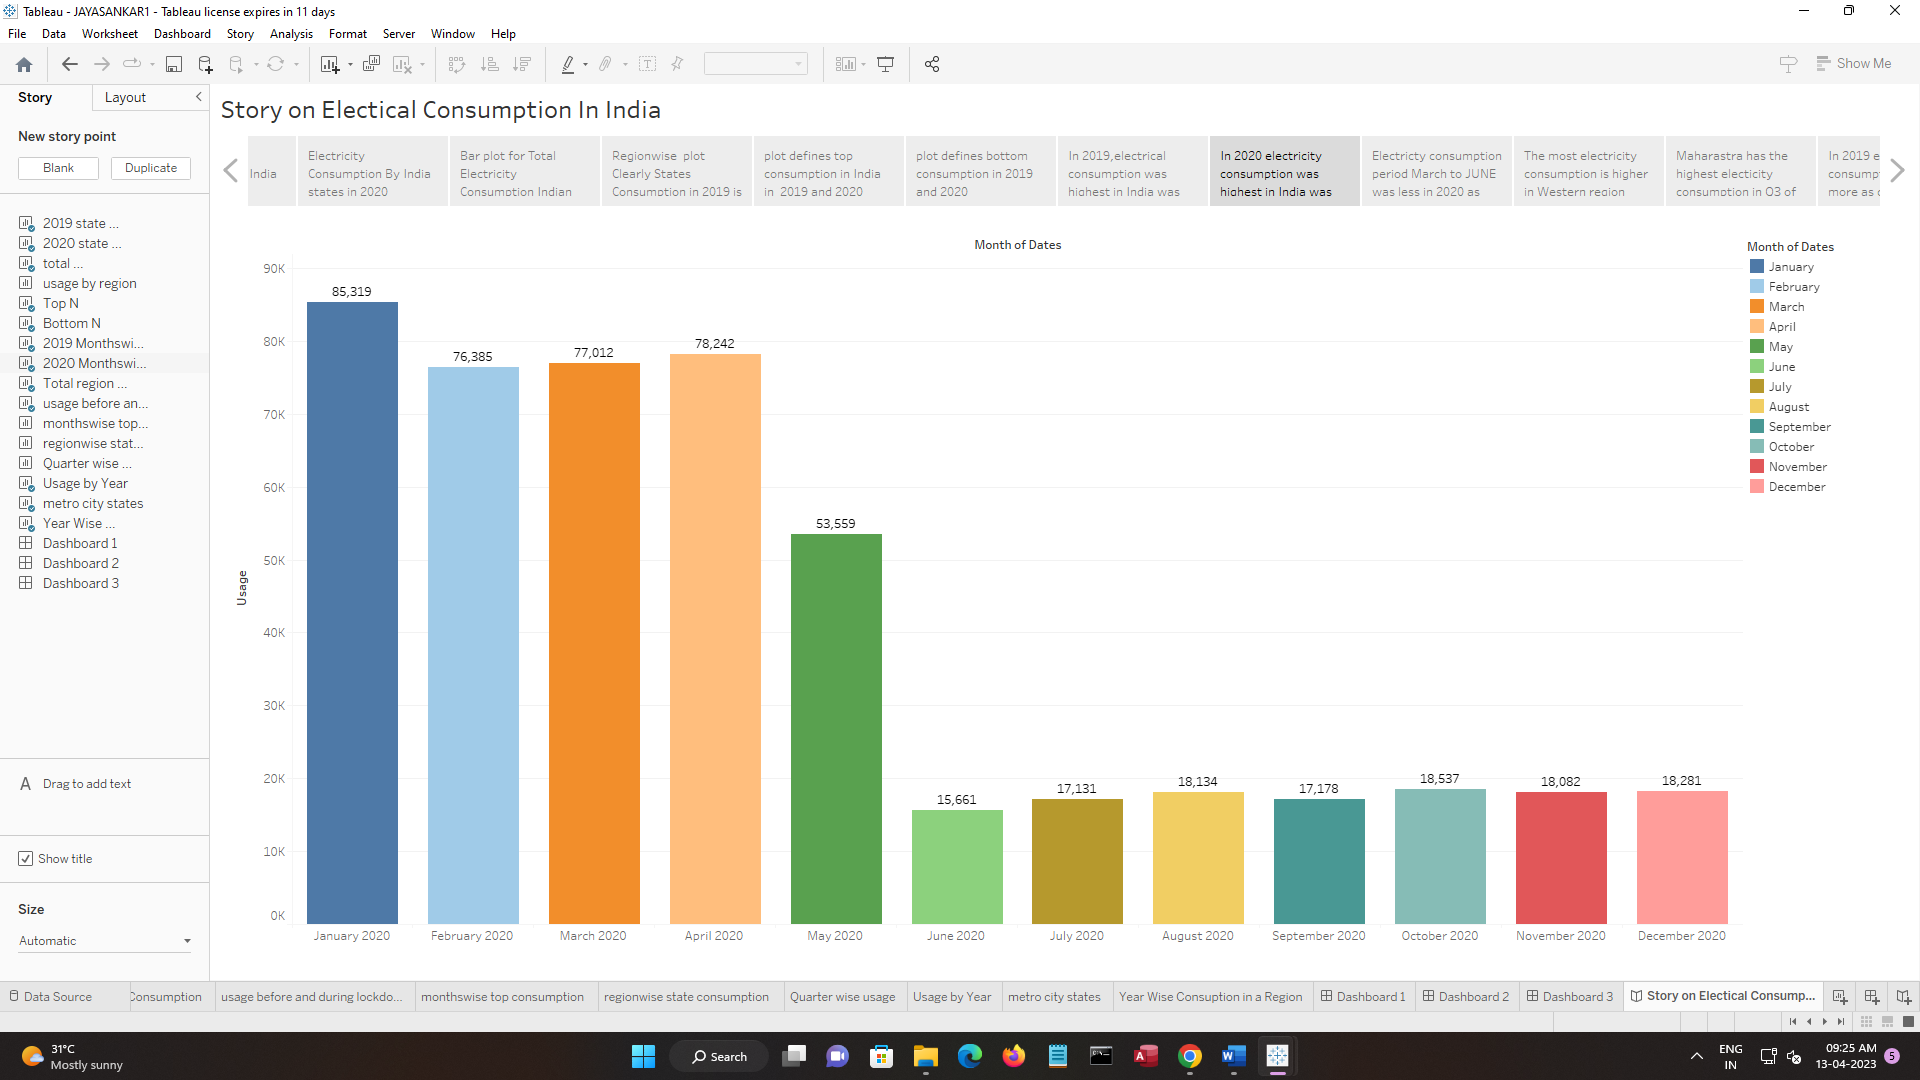 Tableau - JAYASANKAR1 - Tableau license expires in 11 days
File Data Worksheet Dashboard Story Analysis Format Server Window Help
Show Me
Story Layout
New story point
Blank Duplicate
2019 state ...
2020 state ...
total ...
usage by region
Top N
Bottom N
2019 Monthswi...
2020 Monthswi...
Total region ...
usage before an...
monthswise top...
regionwise stat...
Quarter wise ...
Usage by Year
metro city states
Year Wise ...
Dashboard 1
Dashboard 2
Dashboard 3
A Drag to add text
Show title
Size
Automatic
Story on Electical Consumption In India
India
Electricity
Consumption By India
states in 2020
Bar plot for Total
Electricity
Consumption Indian
Regionwise plot
Clearly States
Consumption in 2019 is
plot defines top
consumption in India
in 2019 and 2020
plot defines bottom
consumption in 2019
and 2020
In 2019,electrical
consumption was
highest in India was
In 2020 electricity
consumption was
highest in India was
Electricty consumption
period March to JUNE
was less in 2020 as
The most electricity
consumption is higher
in Western region
Maharastra has the
highest electicity
consumption in Q3 of
In 2019 e
consump
more as c
Month of Dates
90K
80K
70K
60K
50K
40K
30K
20K
10K
0K
Usage
85,319
76,385
77,012
78,242
53,559
15,661
17,131
18,134
17,178
18,537
18,082
18,281
January 2020
February 2020
March 2020
April 2020
May 2020
June 2020
July 2020
August 2020
September 2020
October 2020
November 2020
December 2020
Month of Dates
January
February
March
April
May
June
July
August
September
October
November
December
Data Source Consumption usage before and during lockdo... monthswise top consumption regionwise state consumption Quarter wise usage Usage by Year metro city states Year Wise Consuption in a Region Dashboard 1 Dashboard 2 Dashboard 3 Story on Electical Consump...
31°C
Mostly sunny
Search
ENG
IN
09:25 AM
13-04-2023
5